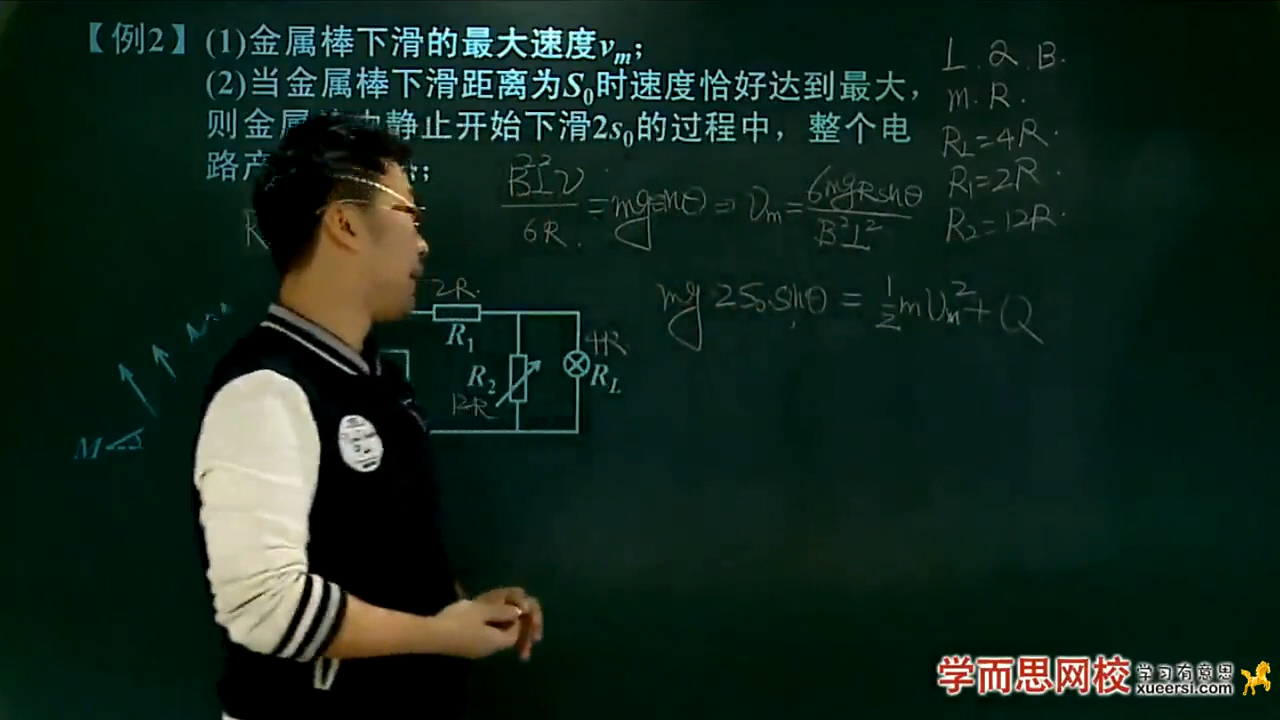 【例2】(1)金属棒下滑的最大速度vm;
(2)当金属棒下滑距离为S0时速度恰好达到最大,
则金属 静止开始下滑2s0的过程中,整个电
路产
L. α. B.
m. R.
RL=4R.
R1=2R.
R2=12R.
B²L²v/6R = mgsinθ ⇒ vm = 6mgRsinθ/B²L²
mg 2S0 sinθ = ½mvm² + Q
2R.
R1
R2
12R
4R
RL
M
学而思网校
学习有意思
xueersi.com